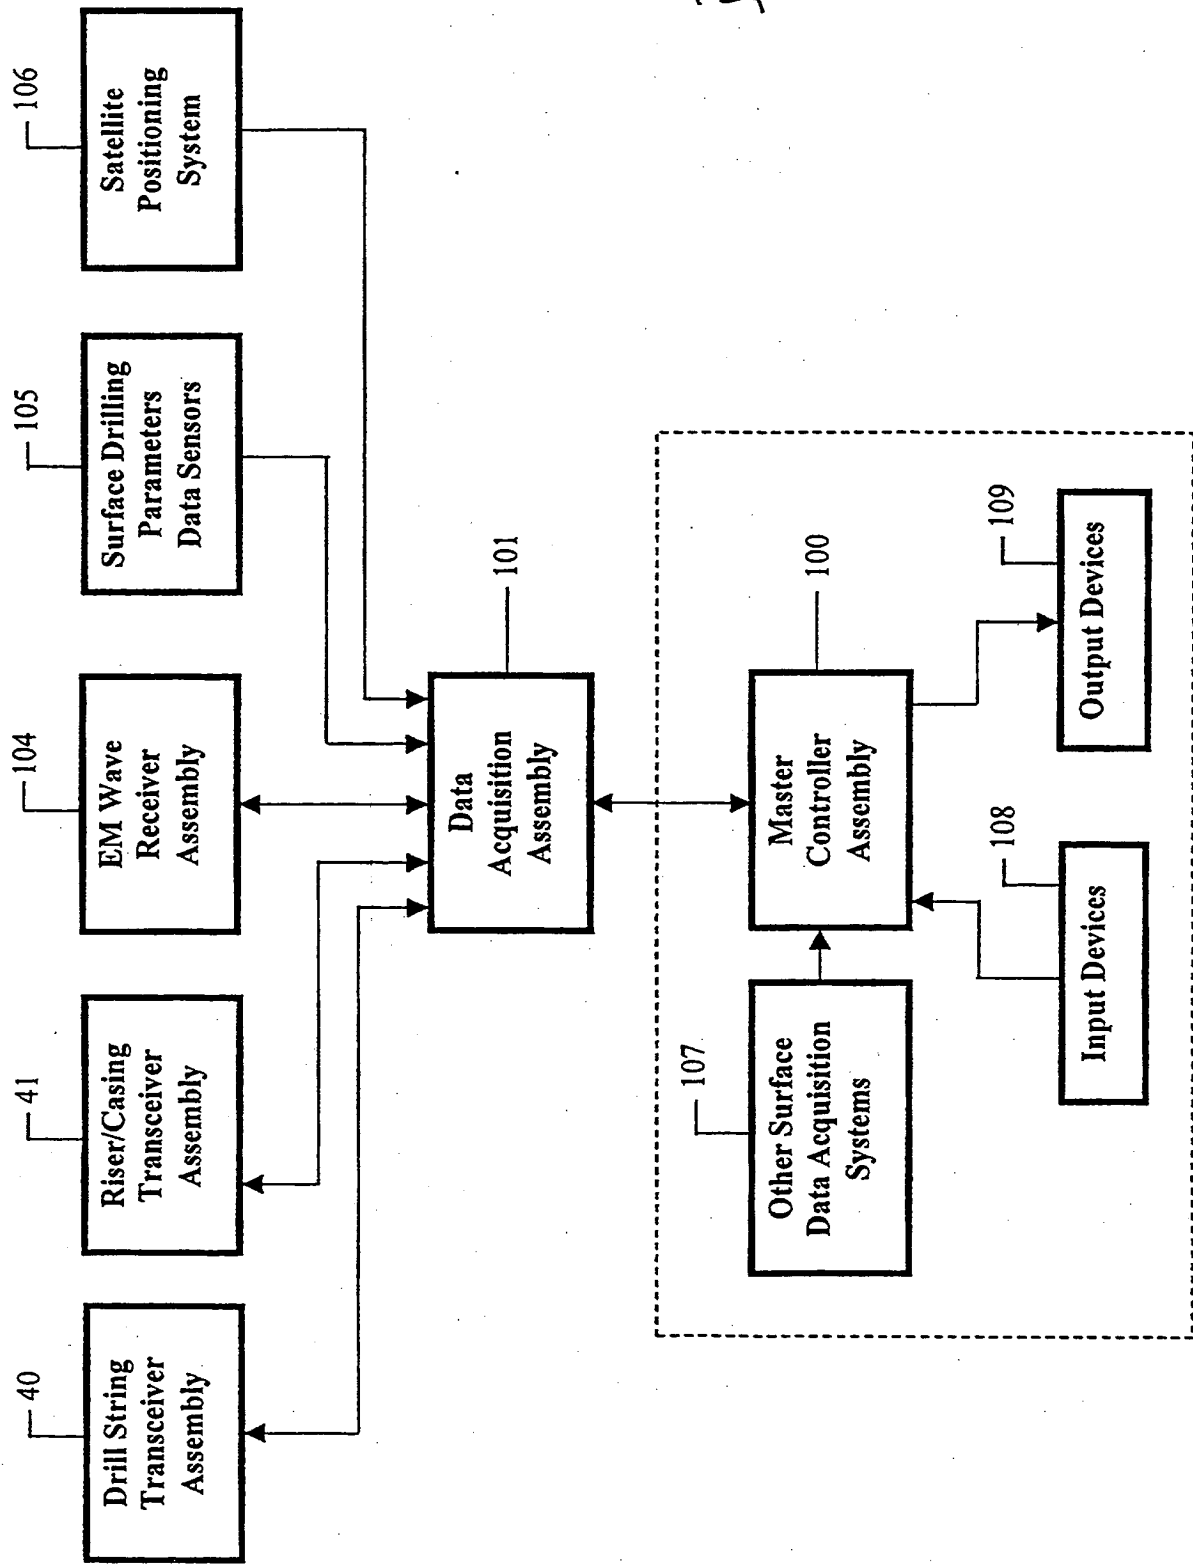 40
Drill String
Transceiver
Assembly
41
Riser/Casing
Transceiver
Assembly
104
EM Wave
Receiver
Assembly
105
Surface Drilling
Parameters
Data Sensors
106
Satellite
Positioning
System
Data
Acquisition
Assembly
101
107
Other Surface
Data Acquisition
Systems
Master
Controller
Assembly
100
108
Input Devices
109
Output Devices